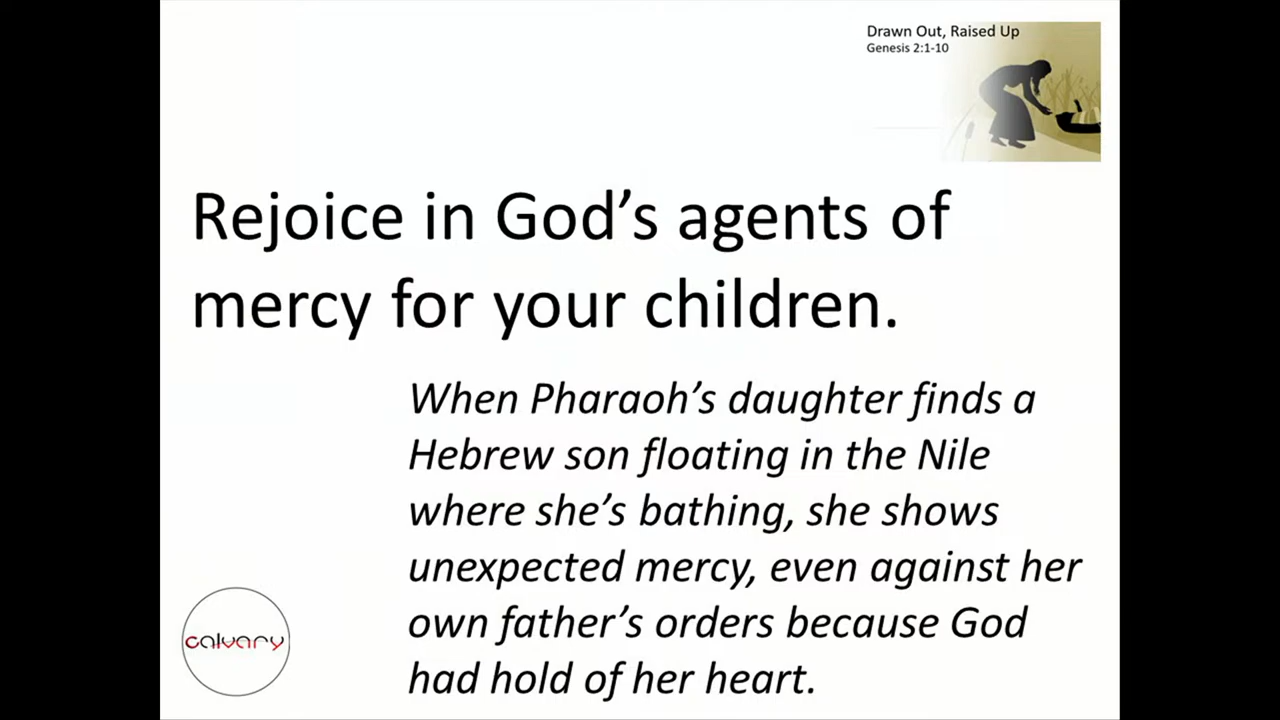 Drawn Out, Raised Up
Genesis 2:1-10
Rejoice in God’s agents of
mercy for your children.
When Pharaoh’s daughter finds a
Hebrew son floating in the Nile
where she’s bathing, she shows
unexpected mercy, even against her
own father’s orders because God
had hold of her heart.
calvary